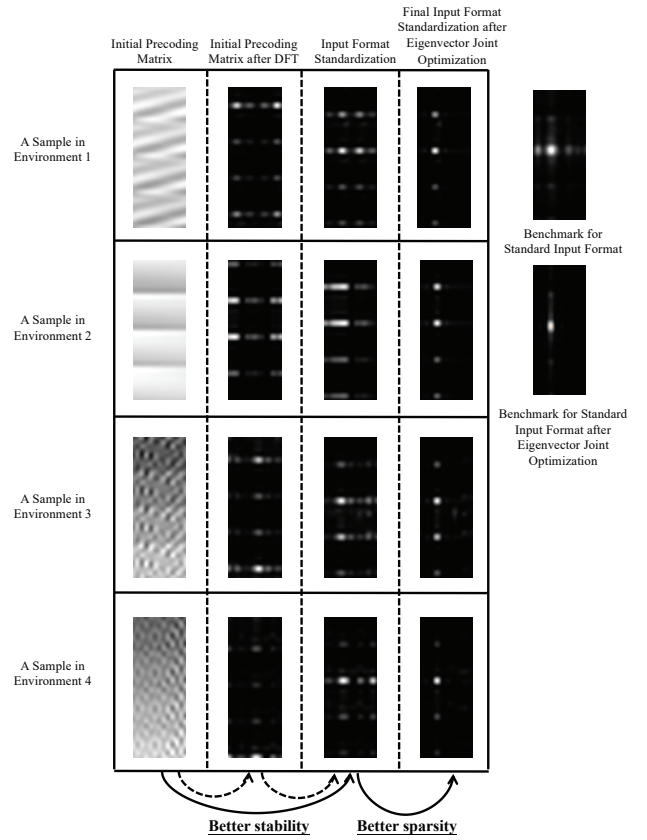 Initial Precoding
Matrix
Initial Precoding
Matrix after DFT
Input Format
Standardization
Final Input Format
Standardization after
Eigenvector Joint
Optimization
A Sample in
Environment 1
Benchmark for
Standard Input Format
A Sample in
Environment 2
Benchmark for Standard
Input Format after
Eigenvector Joint
Optimization
A Sample in
Environment 3
A Sample in
Environment 4
Better stability
Better sparsity